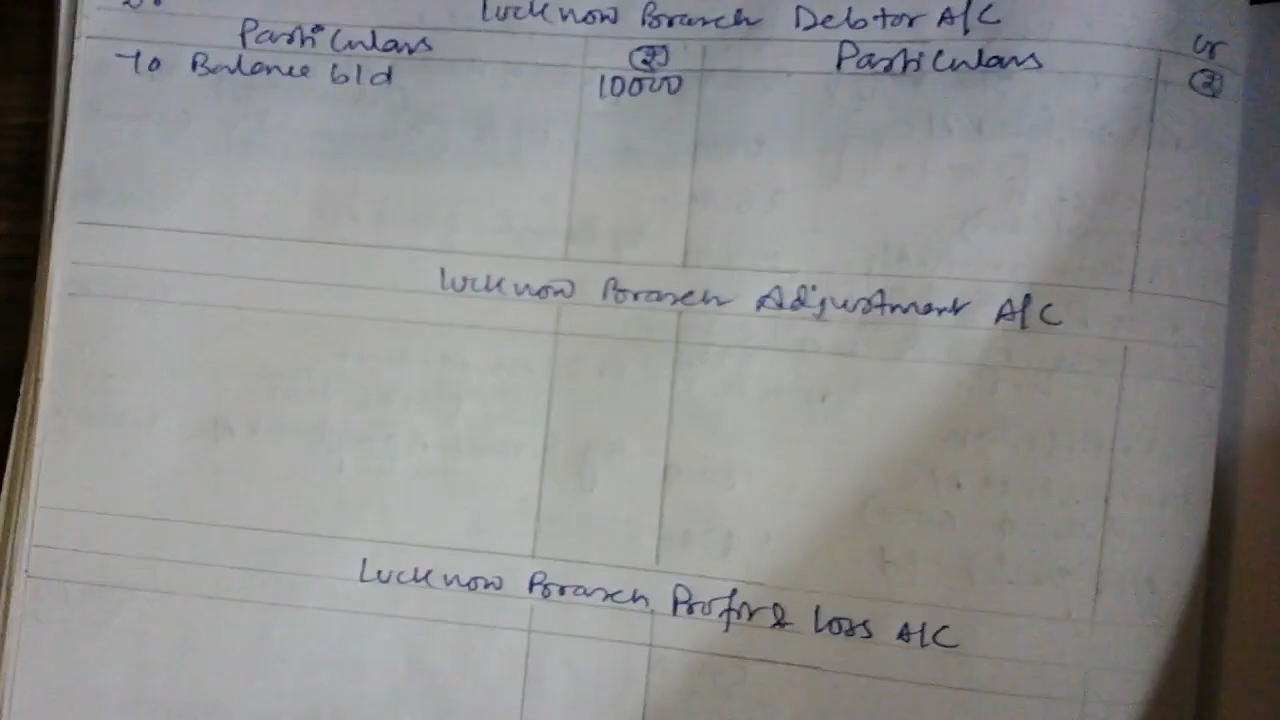 Lucknow Branch Debtor A/C
Particulars (₹) Particulars Cr (₹)
To Balance b/d 10000
Lucknow Branch Adjustment A/C
Lucknow Branch Profit & Loss A/C